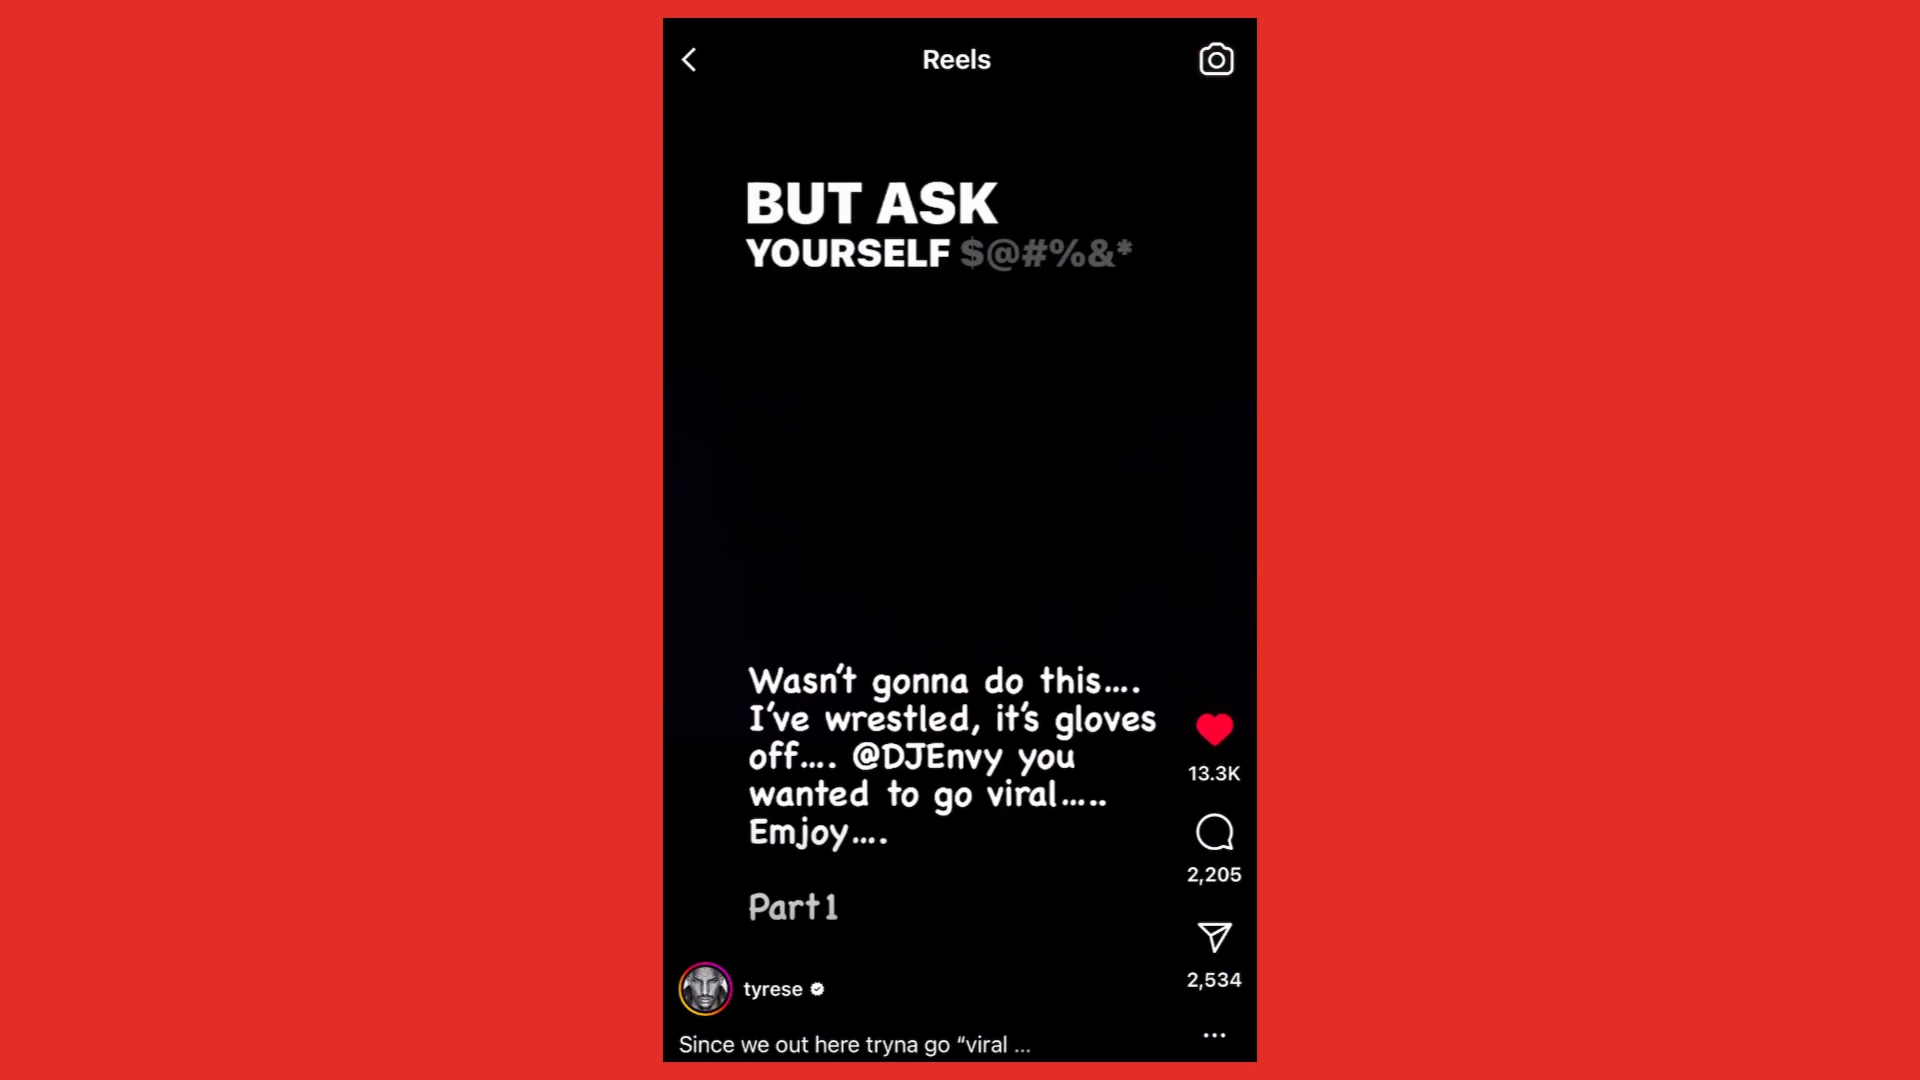 Reels
BUT ASK
YOURSELF $@#%&*
Wasn't gonna do this....
I've wrestled, it's gloves
off.... @DJEnvy you
wanted to go viral.....
Emjoy....
Part 1
13.3K
2,205
2,534
tyrese
Since we out here tryna go “viral ...